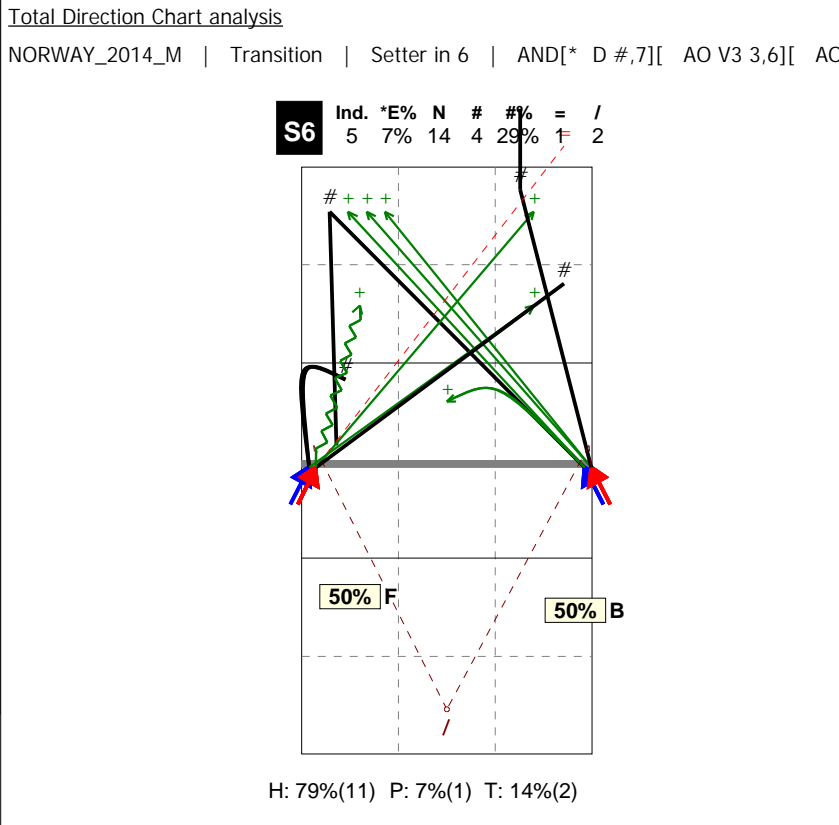 Total Direction Chart analysis
NORWAY_2014_M | Transition | Setter in 6 | AND[* D #,7][ AO V3 3,6][ AO
Ind. *E% N # #% = /
S6 5 7% 14 4 29% 1 2
=
#
# + + + +
#
+ +
#
+
50% F
50% B
/
H: 79%(11) P: 7%(1) T: 14%(2)